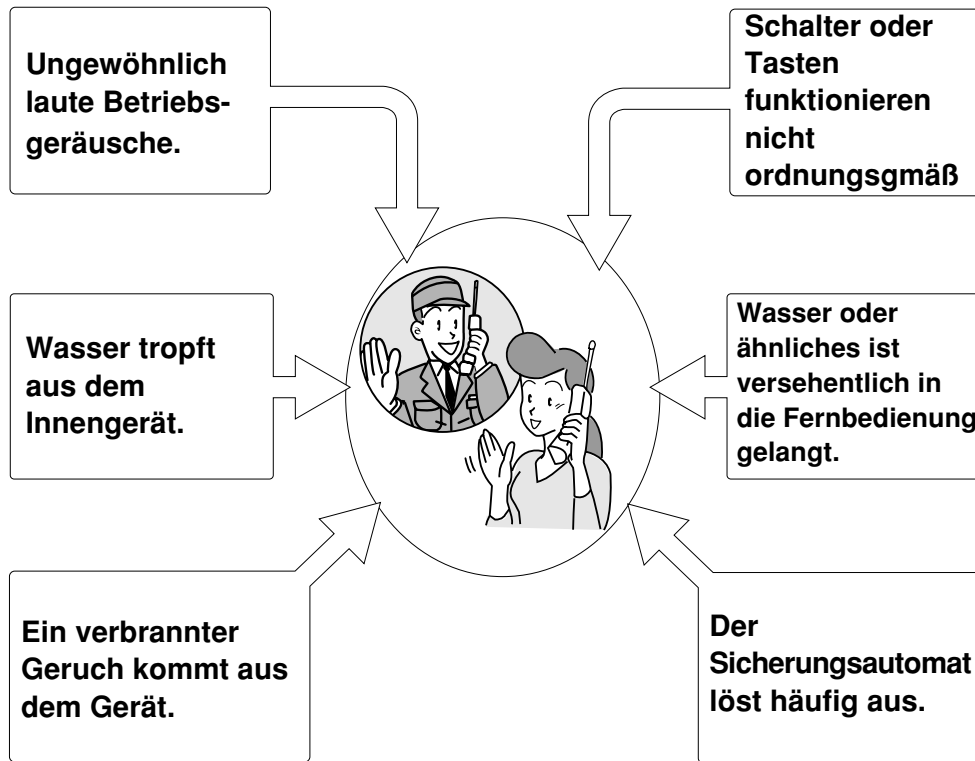 Ungewöhnlich
laute Betriebs-
geräusche.
Schalter oder
Tasten
funktionieren
nicht
ordnungsgmäß
Wasser tropft
aus dem
Innengerät.
Wasser oder
ähnliches ist
versehentlich in
die Fernbedienung
gelangt.
Ein verbrannter
Geruch kommt aus
dem Gerät.
Der
Sicherungsautomat
löst häufig aus.